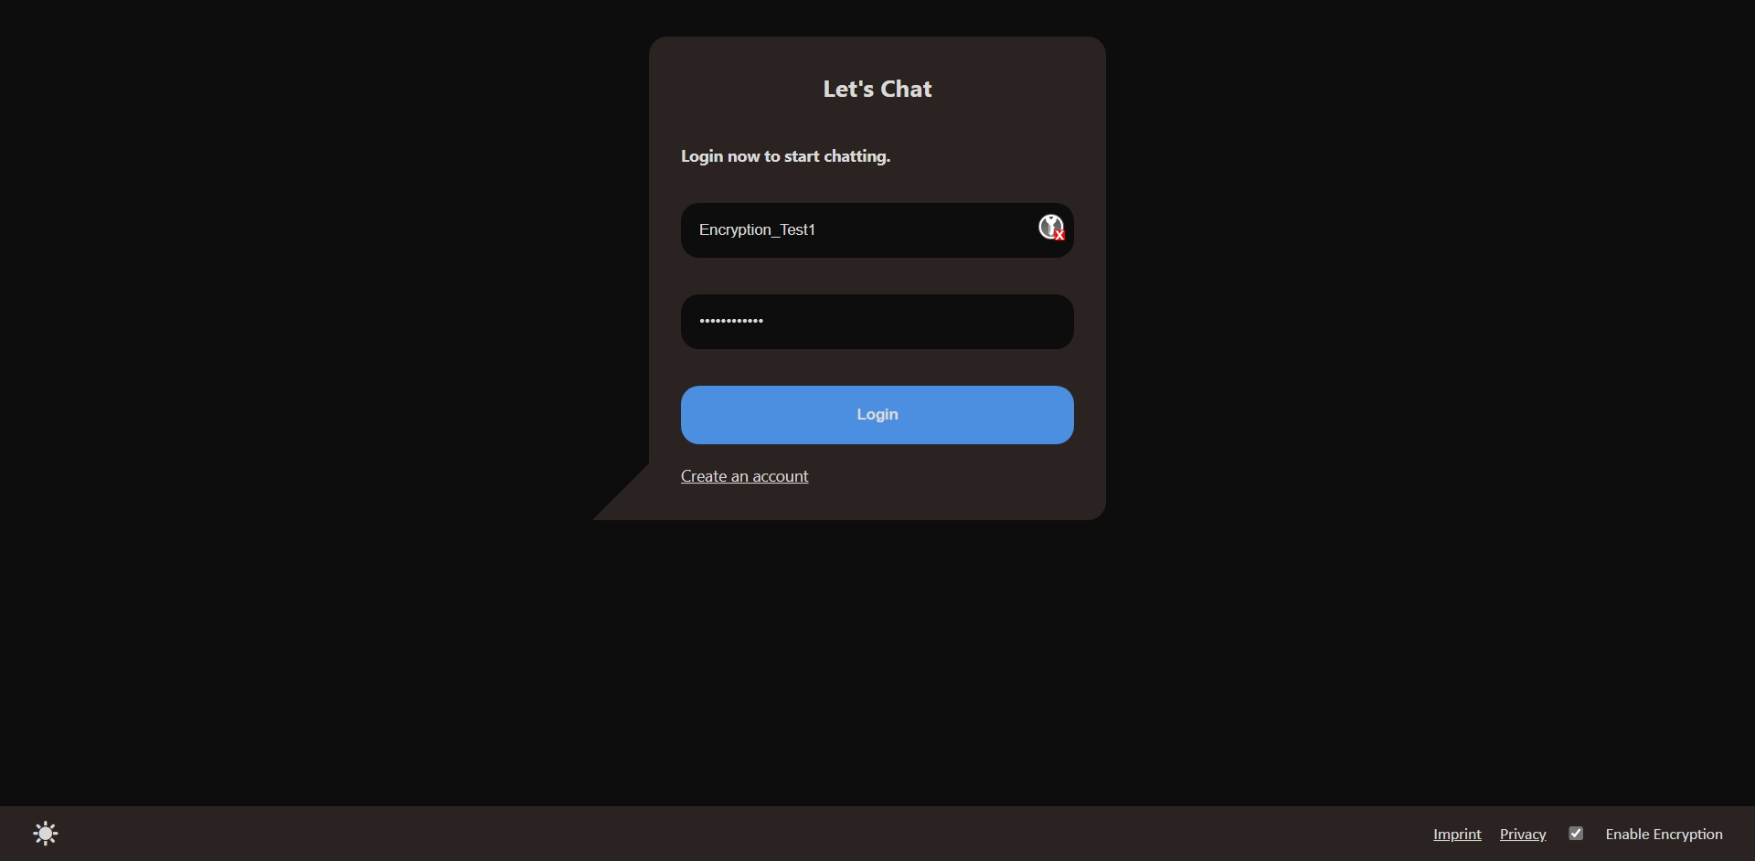 Let's Chat
Login now to start chatting.
Encryption_Test1
••••••••••••
Login
Create an account
Imprint Privacy Enable Encryption